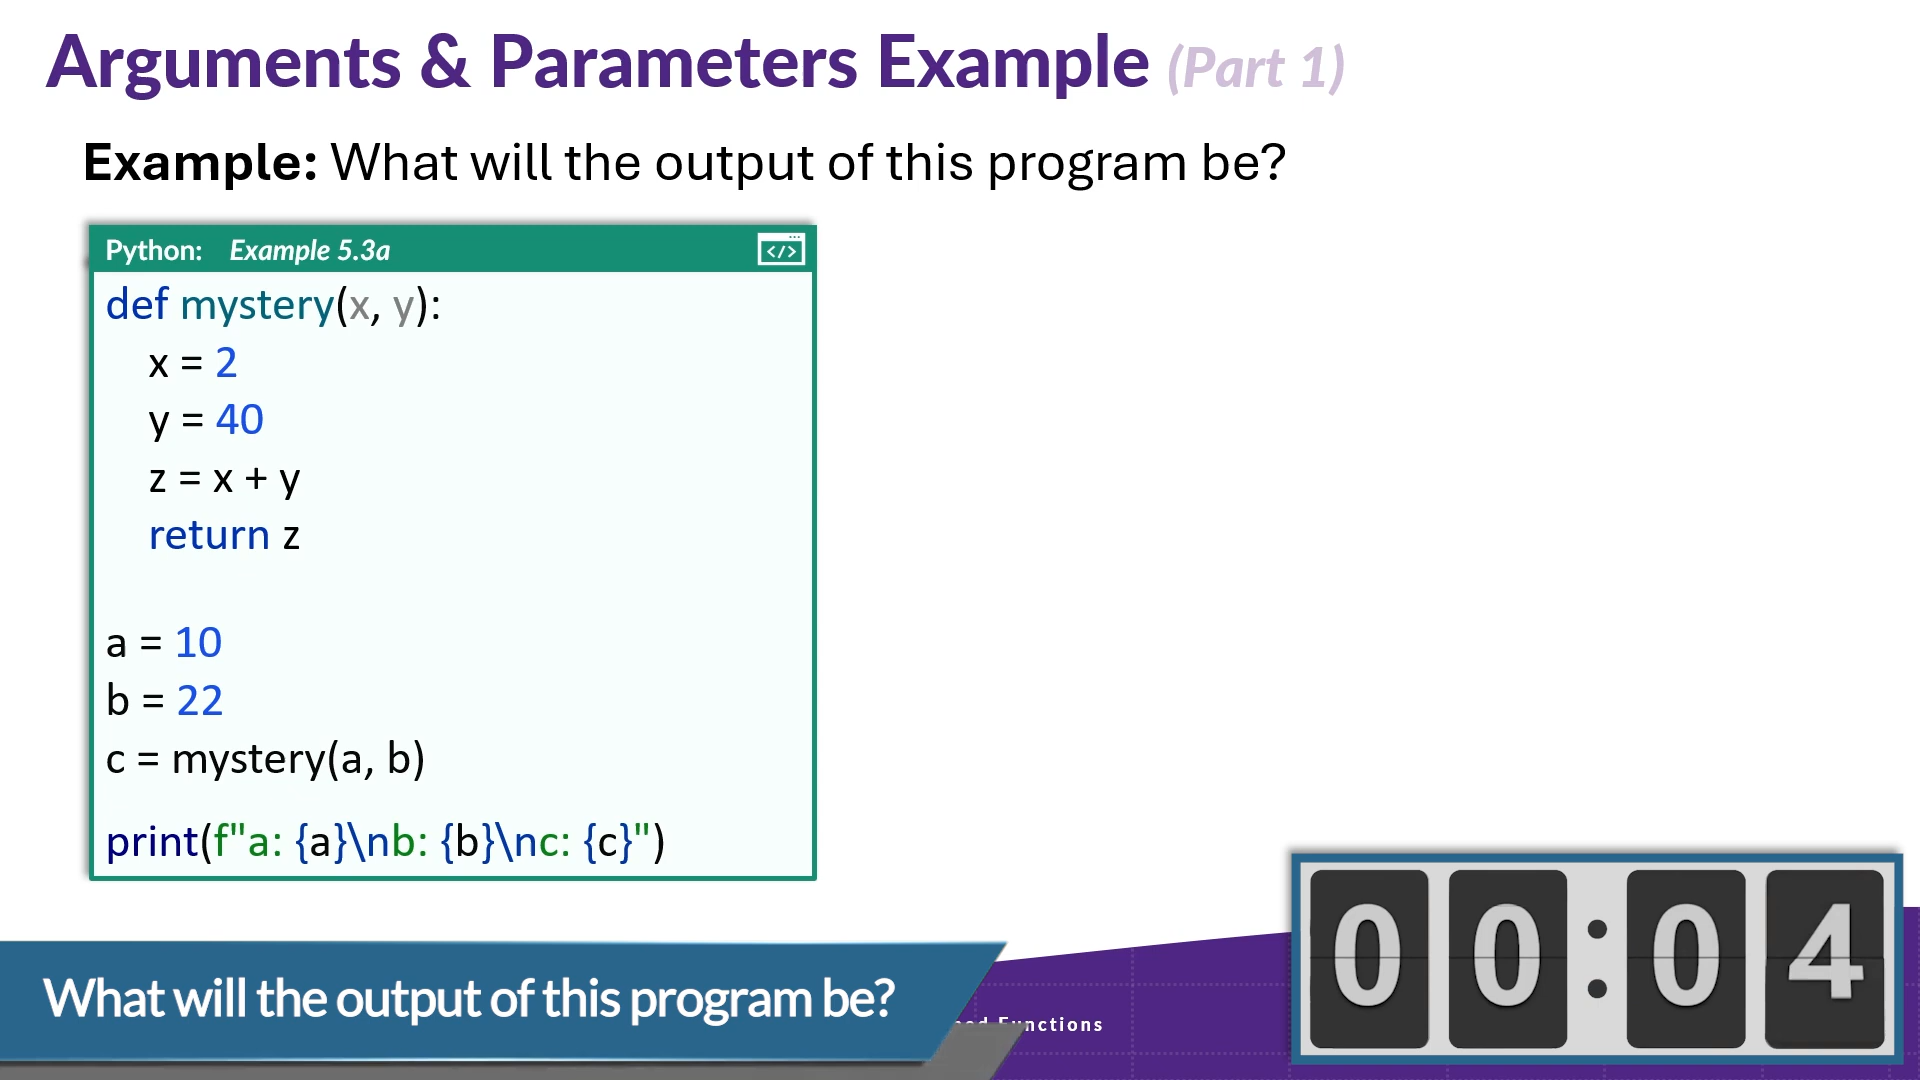 Arguments & Parameters Example (Part 1)
Example: What will the output of this program be?
Python: Example 5.3a
</>
def mystery(x, y):
x = 2
y = 40
z = x + y
return z
a = 10
b = 22
c = mystery(a, b)
print(f"a: {a}\nb: {b}\nc: {c}")
What will the output of this program be?
Functions
00:04